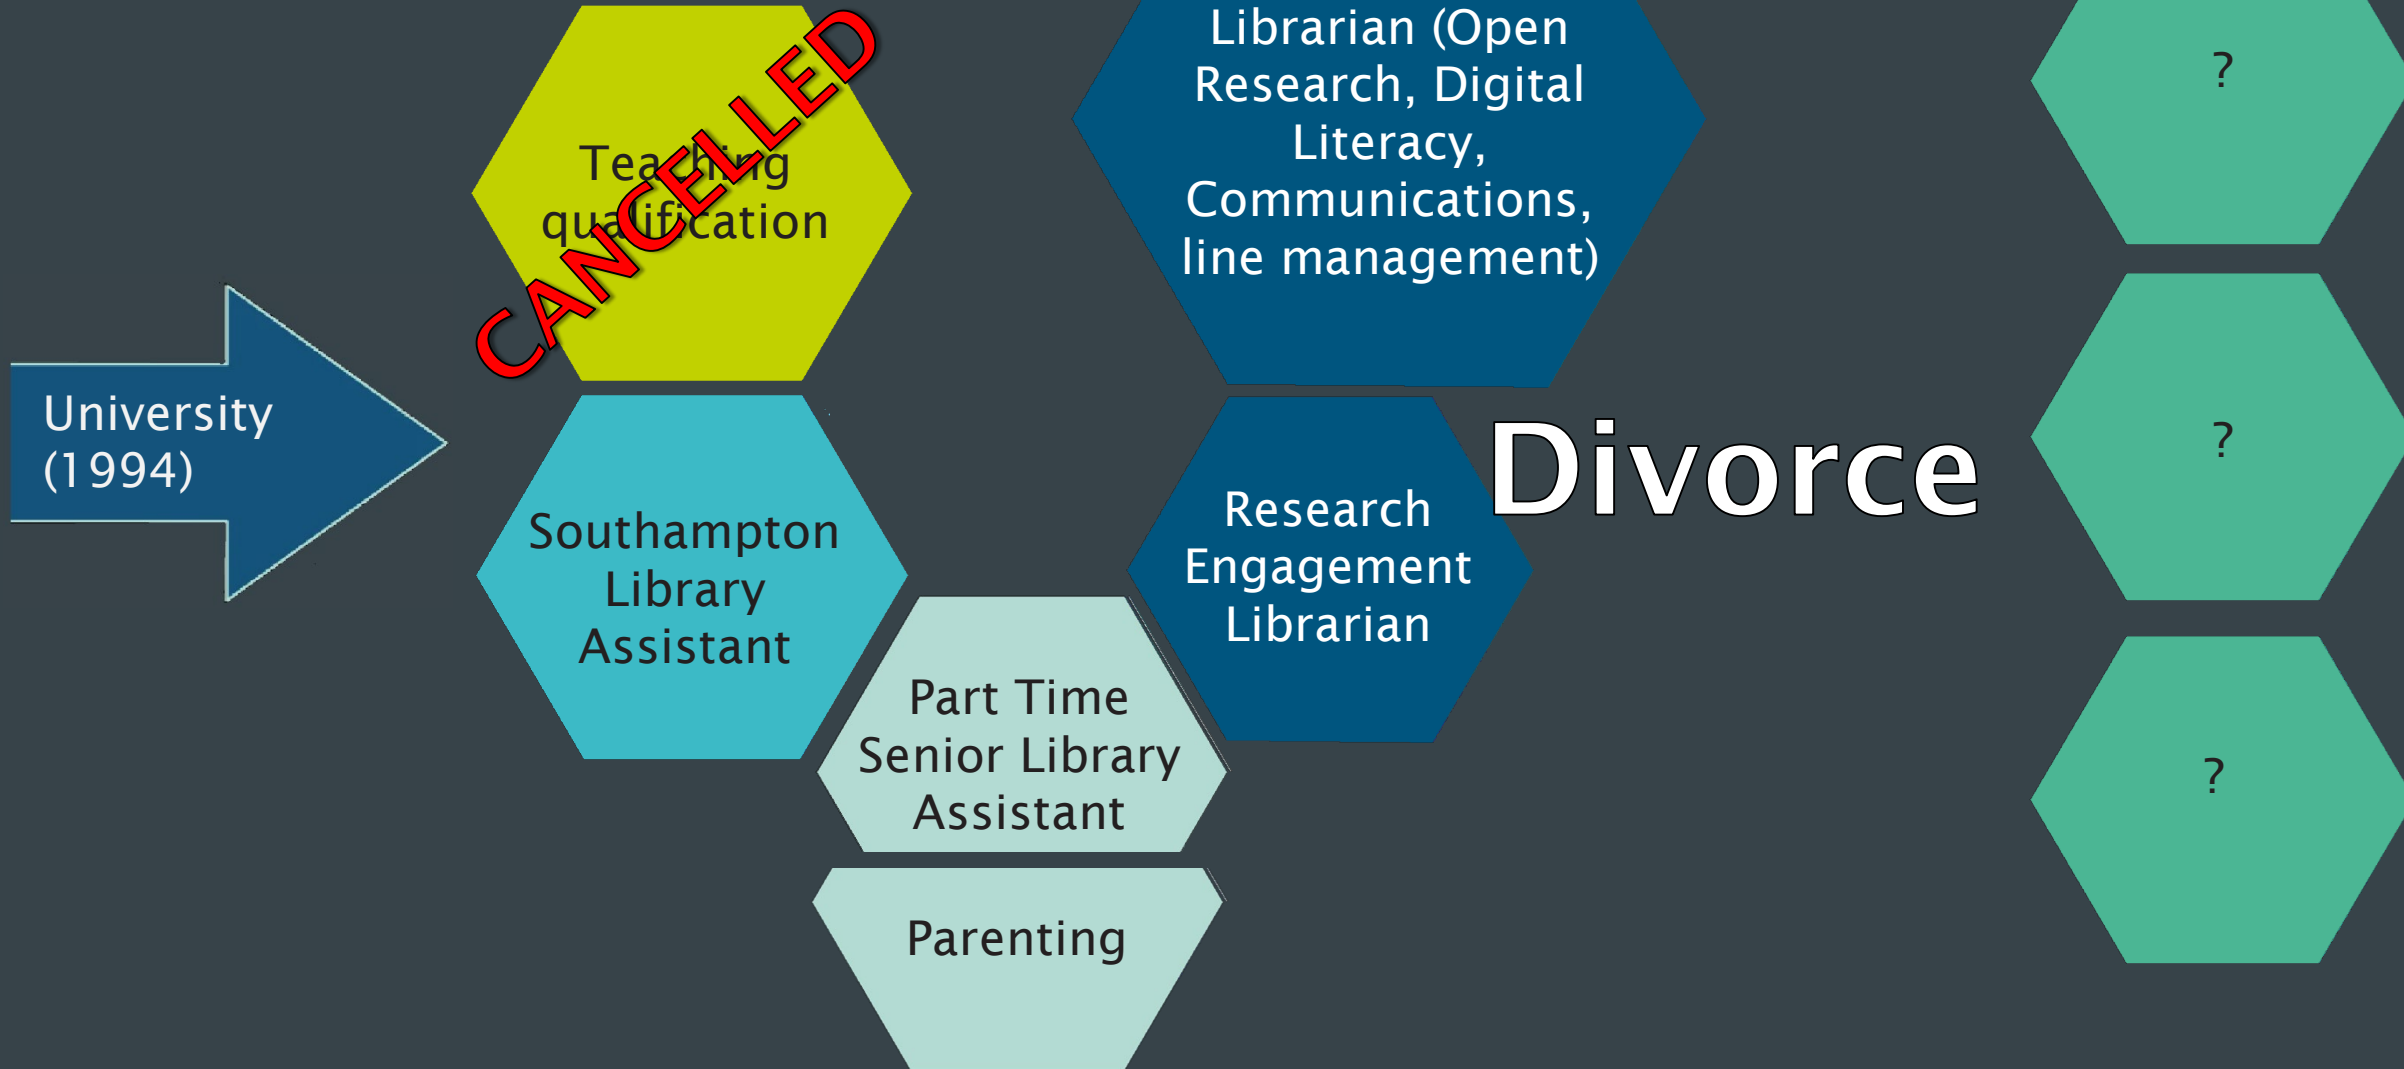 University
(1994)
Teaching
qualification
CANCELLED
Southampton
Library
Assistant
Part Time
Senior Library
Assistant
Parenting
Librarian (Open
Research, Digital
Literacy,
Communications,
line management)
Research
Engagement
Librarian
Divorce
?
?
?